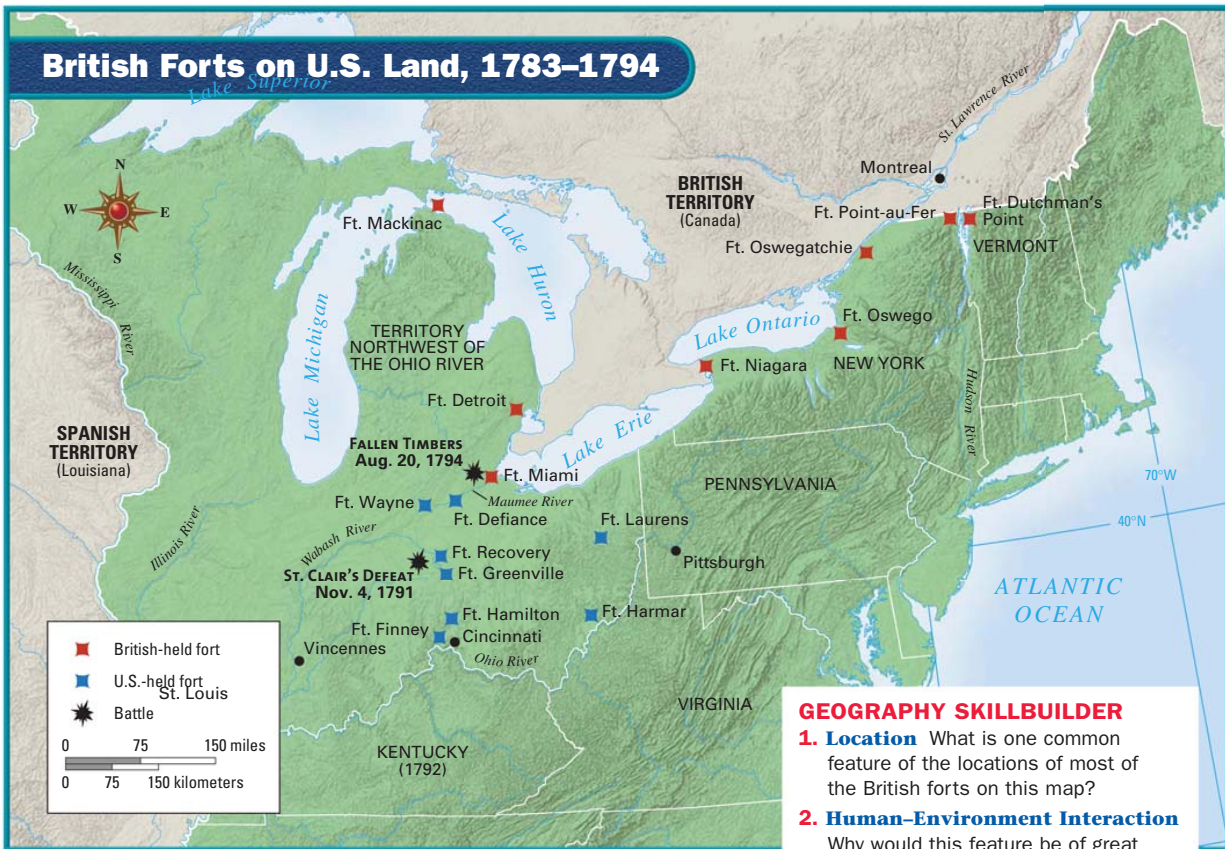 British Forts on U.S. Land, 1783–1794
Lake Superior
St. Lawrence River
N
W
E
S
Montreal
BRITISH
TERRITORY
(Canada)
Ft. Mackinac
Ft. Point-au-Fer
Ft. Dutchman's
Point
Ft. Oswegatchie
VERMONT
Lake Huron
Mississippi
River
Lake Michigan
TERRITORY
NORTHWEST OF
THE OHIO RIVER
Lake Ontario
Ft. Oswego
NEW YORK
Ft. Niagara
Hudson River
Ft. Detroit
Lake Erie
SPANISH
TERRITORY
(Louisiana)
FALLEN TIMBERS
Aug. 20, 1794
Ft. Miami
Maumee River
PENNSYLVANIA
70°W
40°N
Ft. Wayne
Ft. Defiance
Ft. Laurens
Illinois River
Wabash River
Ft. Recovery
Pittsburgh
ST. CLAIR'S DEFEAT
Nov. 4, 1791
Ft. Greenville
ATLANTIC
OCEAN
Ft. Hamilton
Ft. Harmar
Ft. Finney
Cincinnati
Vincennes
Ohio River
VIRGINIA
KENTUCKY
(1792)
British-held fort
U.S.-held fort
St. Louis
Battle
0 75 150 miles
0 75 150 kilometers
GEOGRAPHY SKILLBUILDER
1. Location What is one common
feature of the locations of most of
the British forts on this map?
2. Human–Environment Interaction
Why would this feature be of great